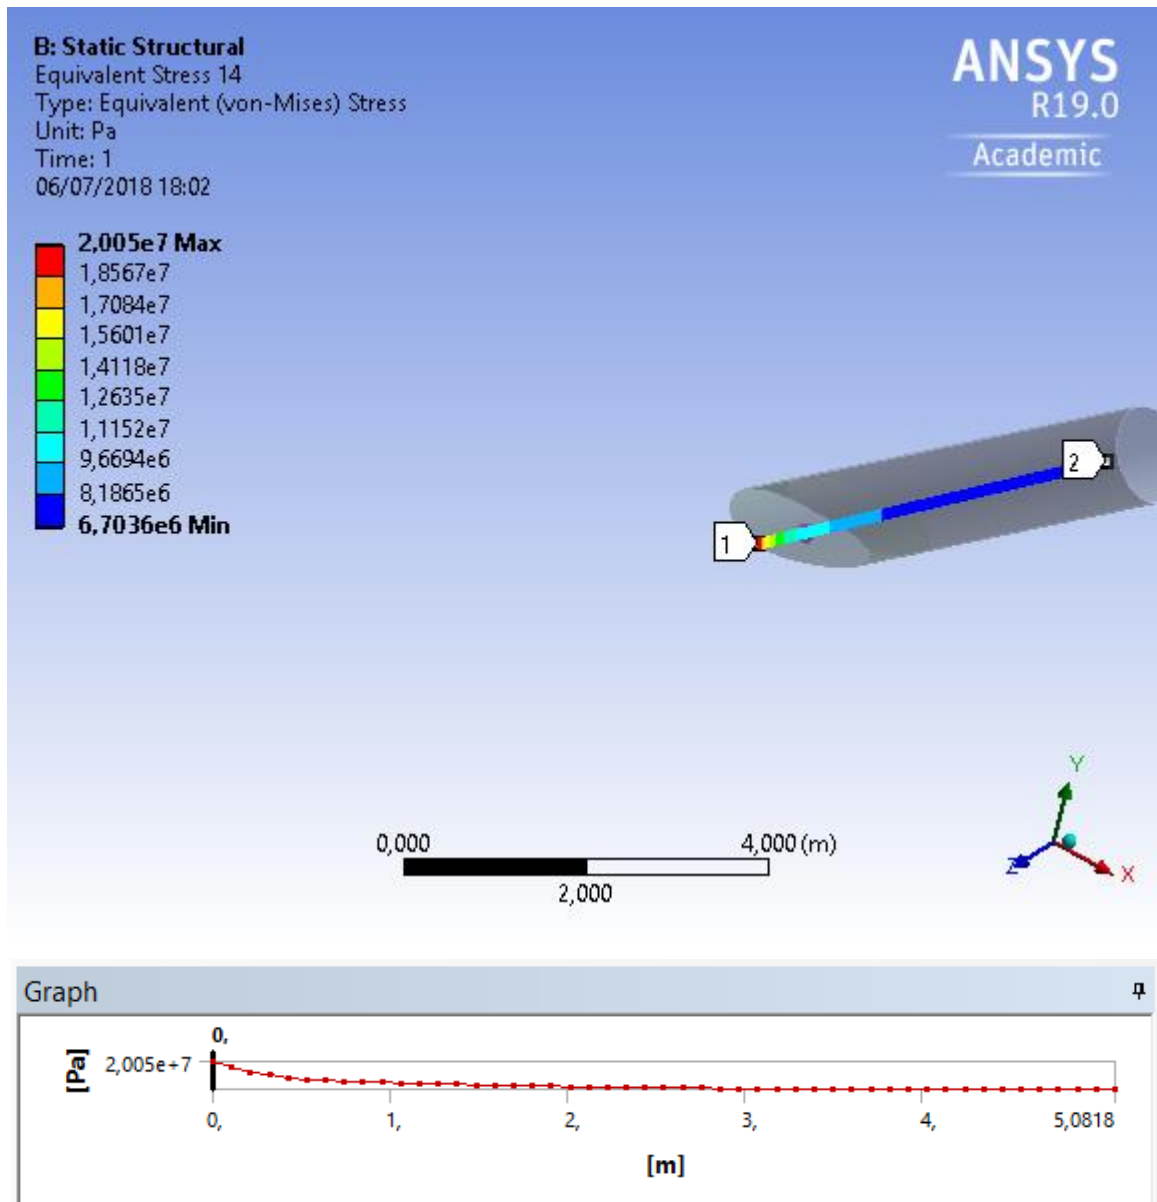 B: Static Structural
Equivalent Stress 14
Type: Equivalent (von-Mises) Stress
Unit: Pa
Time: 1
06/07/2018 18:02
ANSYS
R19.0
Academic
2,005e7 Max
1,8567e7
1,7084e7
1,5601e7
1,4118e7
1,2635e7
1,1152e7
9,6694e6
8,1865e6
6,7036e6 Min
1
2
0,000
4,000 (m)
2,000
Y
Z
X
Graph
[Pa]
0,
2,005e+7
0,
1,
2,
3,
4,
5,0818
[m]